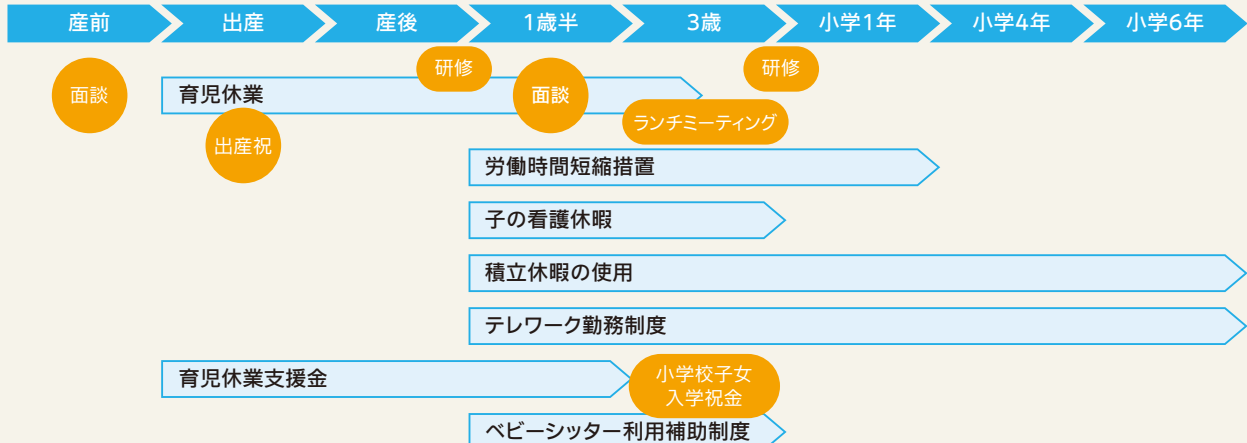 産前 出産 産後 1歳半 3歳 小学1年 小学4年 小学6年
研修 研修
面談 育児休業 面談
ランチミーティング
出産祝
労働時間短縮措置
子の看護休暇
積立休暇の使用
テレワーク勤務制度
育児休業支援金
小学校子女
入学祝金
ベビーシッター利用補助制度